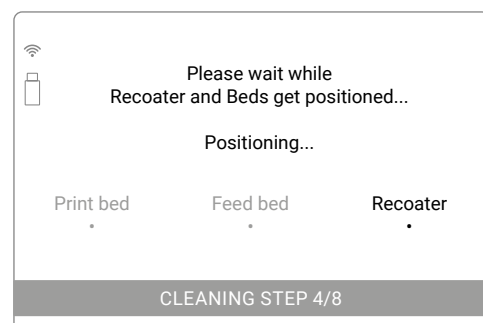 Please wait while
Recoater and Beds get positioned...
Positioning...
Print bed
Feed bed
Recoater
CLEANING STEP 4/8